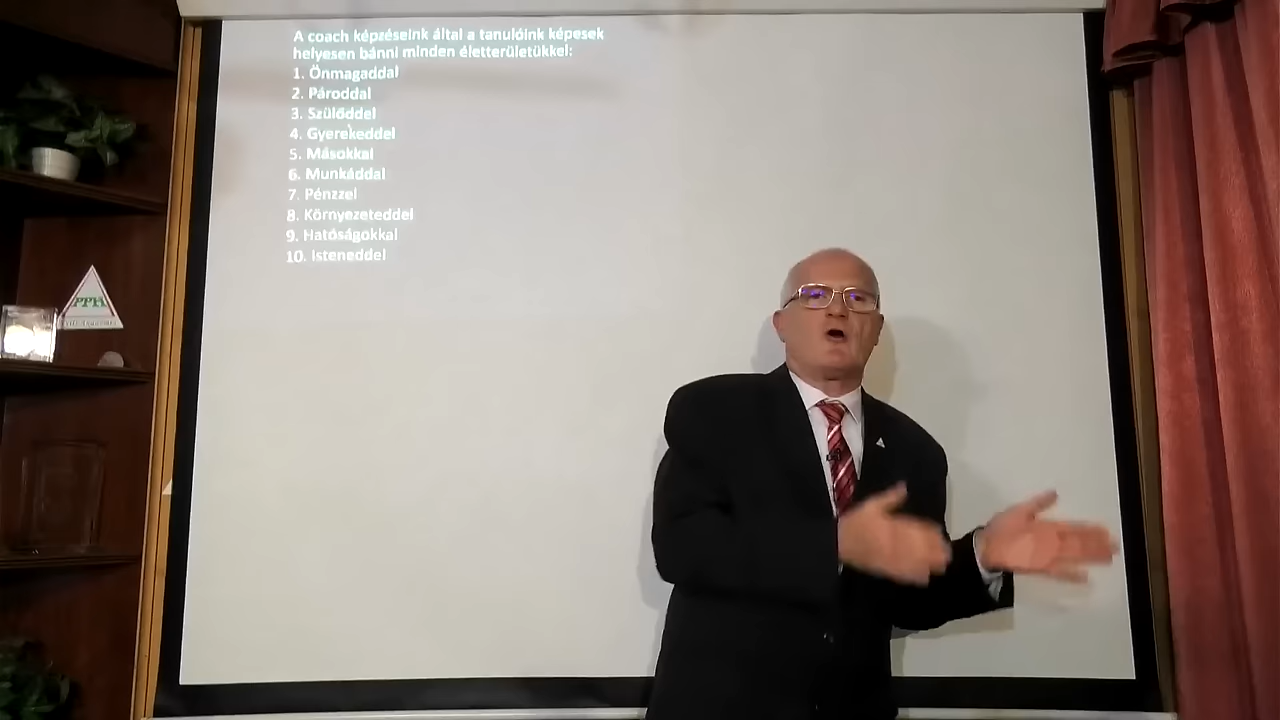 A coach képzéseink által a tanulóink képesek
helyesen bánni minden életterületükkel:
1. Önmagaddal
2. Pároddal
3. Szülőddel
4. Gyerekeddel
5. Másokkal
6. Munkáddal
7. Pénzzel
8. Környezeteddel
9. Hatóságokkal
10. Isteneddel